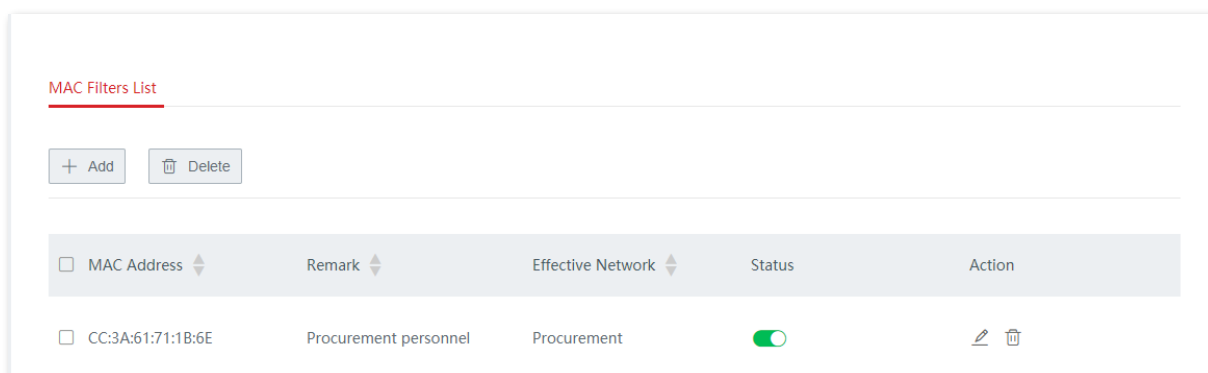 MAC Filters List
Add Delete
MAC Address Remark Effective Network Status Action
CC:3A:61:71:1B:6E Procurement personnel Procurement